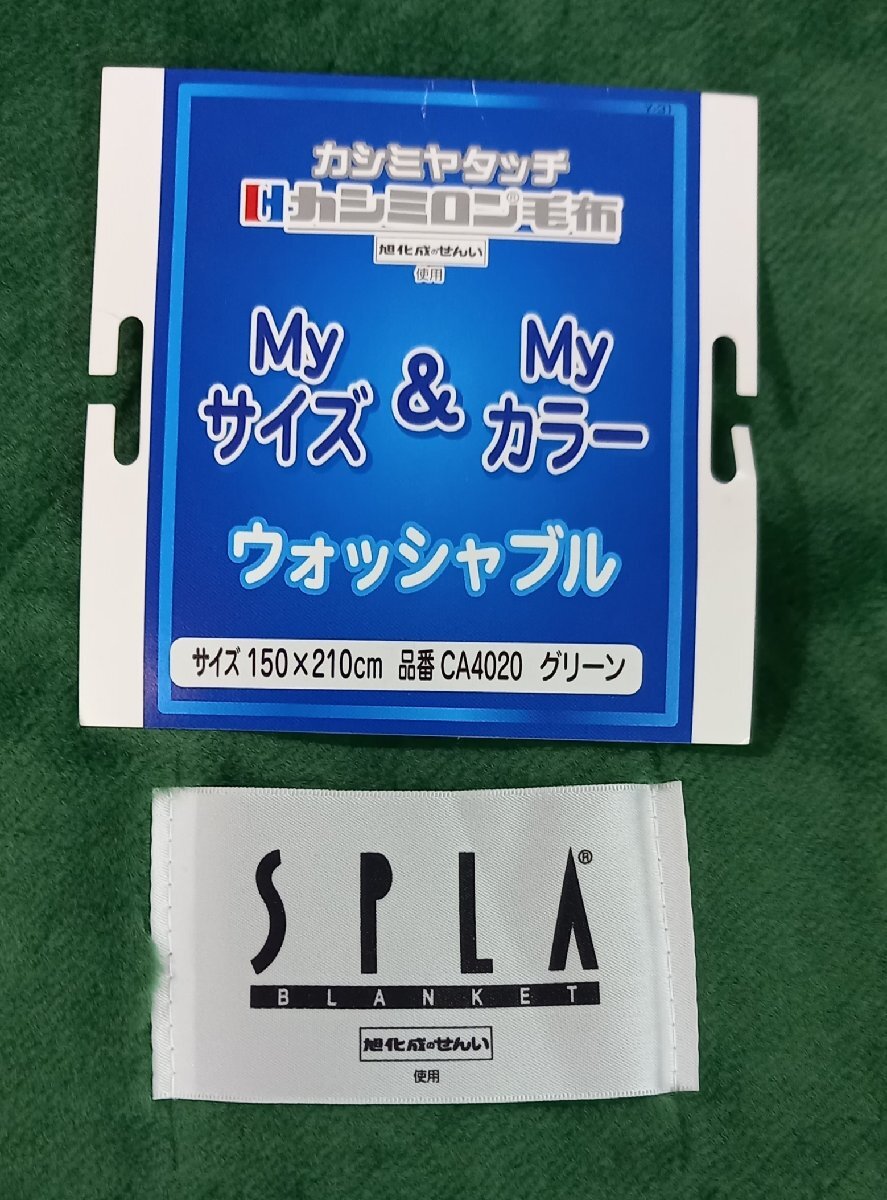 カシミヤタッチ
カシミロン®毛布
旭化成のせんい
使用
My サイズ & My カラー
ウォッシャブル
サイズ 150×210cm 品番 CA4020 グリーン
SPLA®
BLANKET
旭化成のせんい
使用